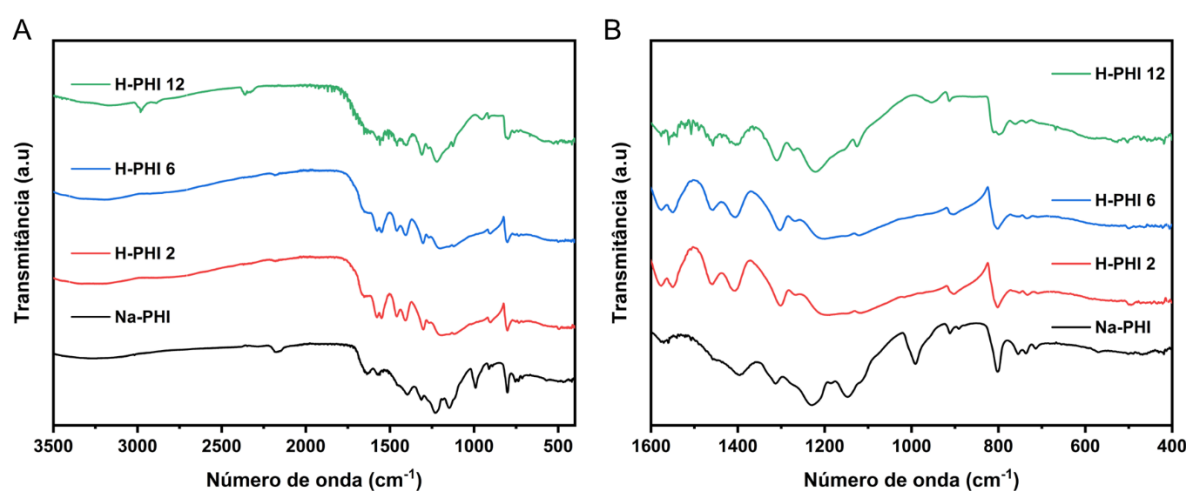 A
H-PHI 12
H-PHI 6
H-PHI 2
Na-PHI
Transmitância (a.u)
3500 3000 2500 2000 1500 1000 500
Número de onda (cm⁻¹)
B
H-PHI 12
H-PHI 6
H-PHI 2
Na-PHI
Transmitância (a.u)
1600 1400 1200 1000 800 600 400
Número de onda (cm⁻¹)